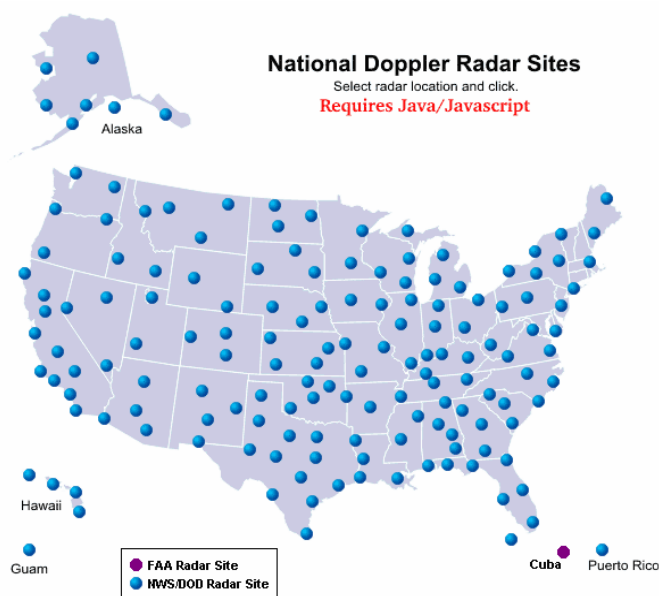 National Doppler Radar Sites
Select radar location and click.
Requires Java/Javascript
Alaska
Hawaii
Guam
FAA Radar Site
NWS/DOD Radar Site
Cuba
Puerto Rico